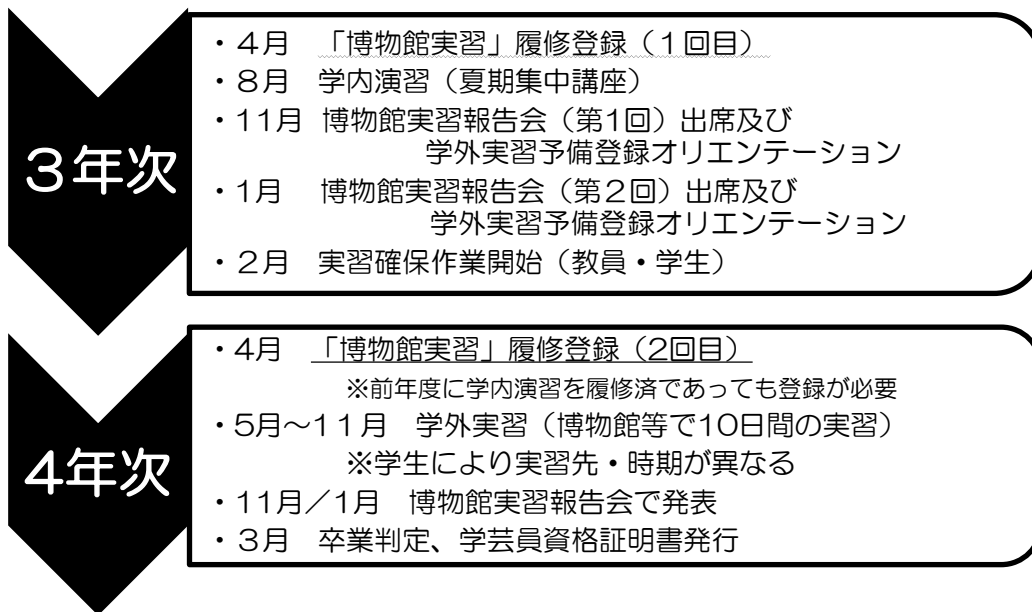 3年次
・4月　「博物館実習」履修登録（1回目）
・8月　学内演習（夏期集中講座）
・11月 博物館実習報告会（第1回）出席及び
学外実習予備登録オリエンテーション
・1月　博物館実習報告会（第2回）出席及び
学外実習予備登録オリエンテーション
・2月　実習確保作業開始（教員・学生）
4年次
・4月　「博物館実習」履修登録（2回目）
※前年度に学内演習を履修済であっても登録が必要
・5月～11月　学外実習（博物館等で10日間の実習）
※学生により実習先・時期が異なる
・11月／1月　博物館実習報告会で発表
・3月　卒業判定、学芸員資格証明書発行